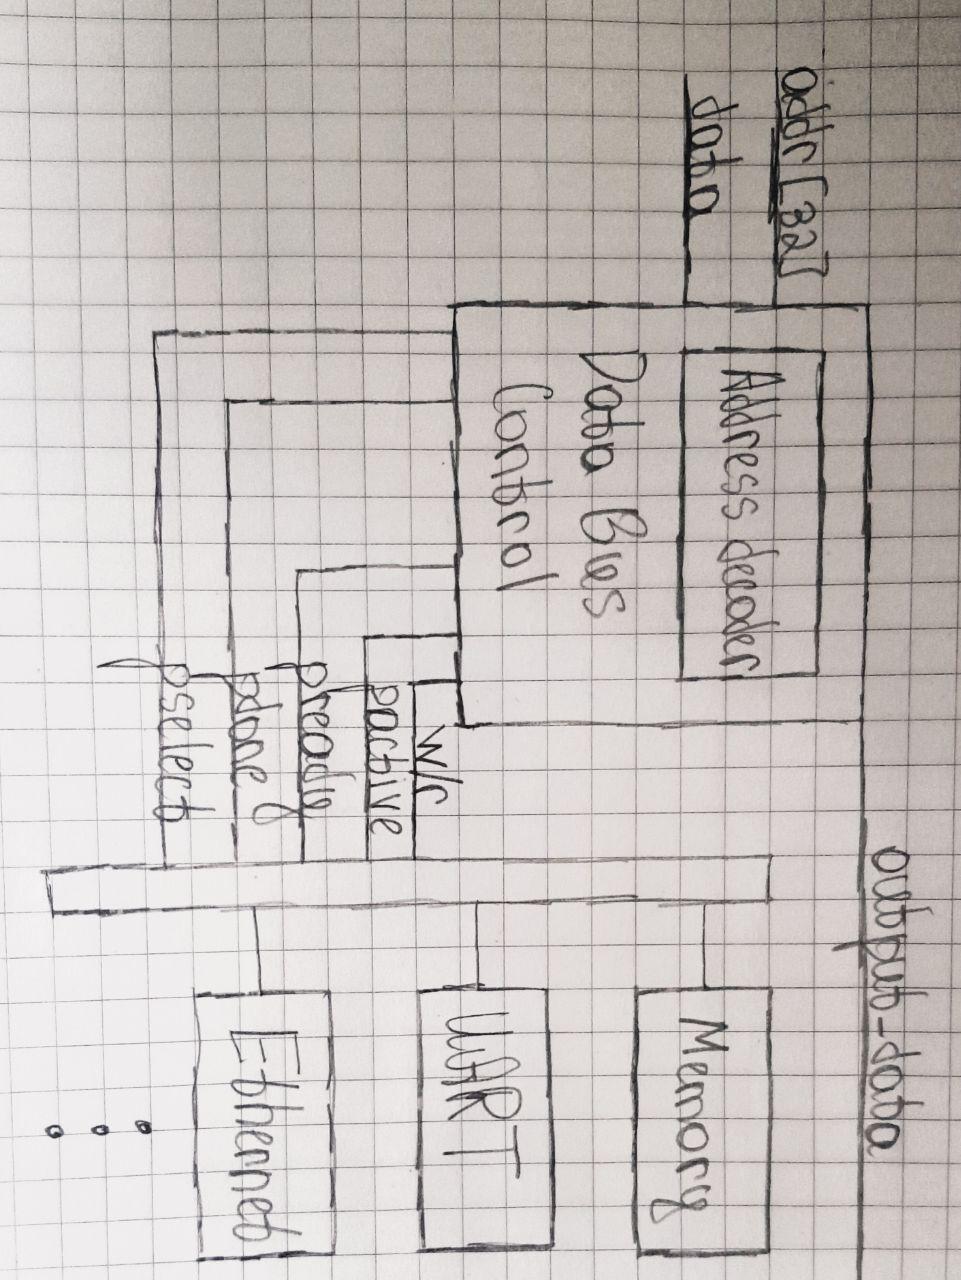 addr [32]
data
output-data
Address decoder
Data Bus
Control
w/r
pactive
pready
pdone
pselect
Memory
UART
Ethernet